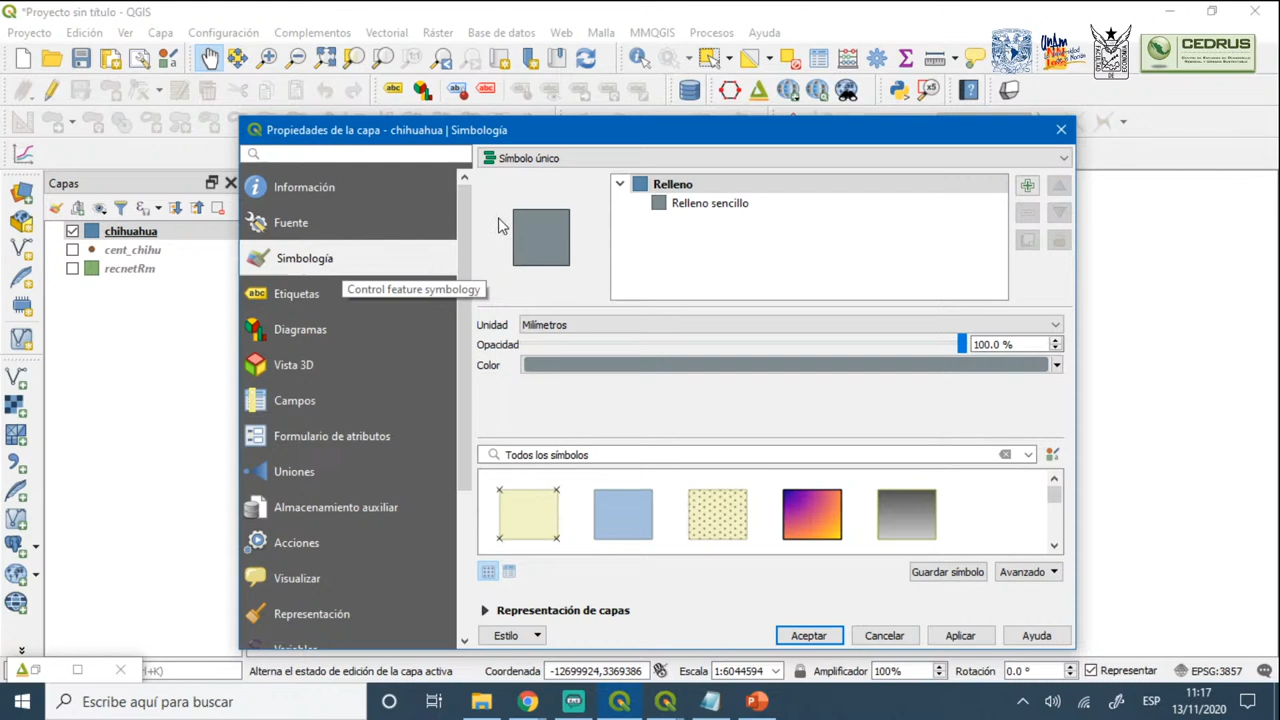 *Proyecto sin título — QGIS
Proyecto Edición Ver Capa Configuración Complementos Vectorial Ráster Base de datos Web Malla MMQGIS Procesos Ayuda
UNAM
CEDRUS
abc abc abc
Propiedades de la capa - chihuahua | Simbología
Símbolo único
Capas
chihuahua
cent_chihu
recnetRm
Información
Fuente
Simbología
abc Etiquetas
Control feature symbology
Diagramas
Vista 3D
Campos
Formulario de atributos
Uniones
Almacenamiento auxiliar
Acciones
Visualizar
Representación
Relleno
Relleno sencillo
Unidad Milímetros
Opacidad 100.0 %
Color
Todos los símbolos
Guardar símbolo Avanzado
Representación de capas
Estilo Aceptar Cancelar Aplicar Ayuda
l+K) Alterna el estado de edición de la capa activa Coordenada -12699924,3369386 Escala 1:6044594 Amplificador 100% Rotación 0.0 ° Representar EPSG:3857
Escribe aquí para buscar
ESP
11:17
13/11/2020